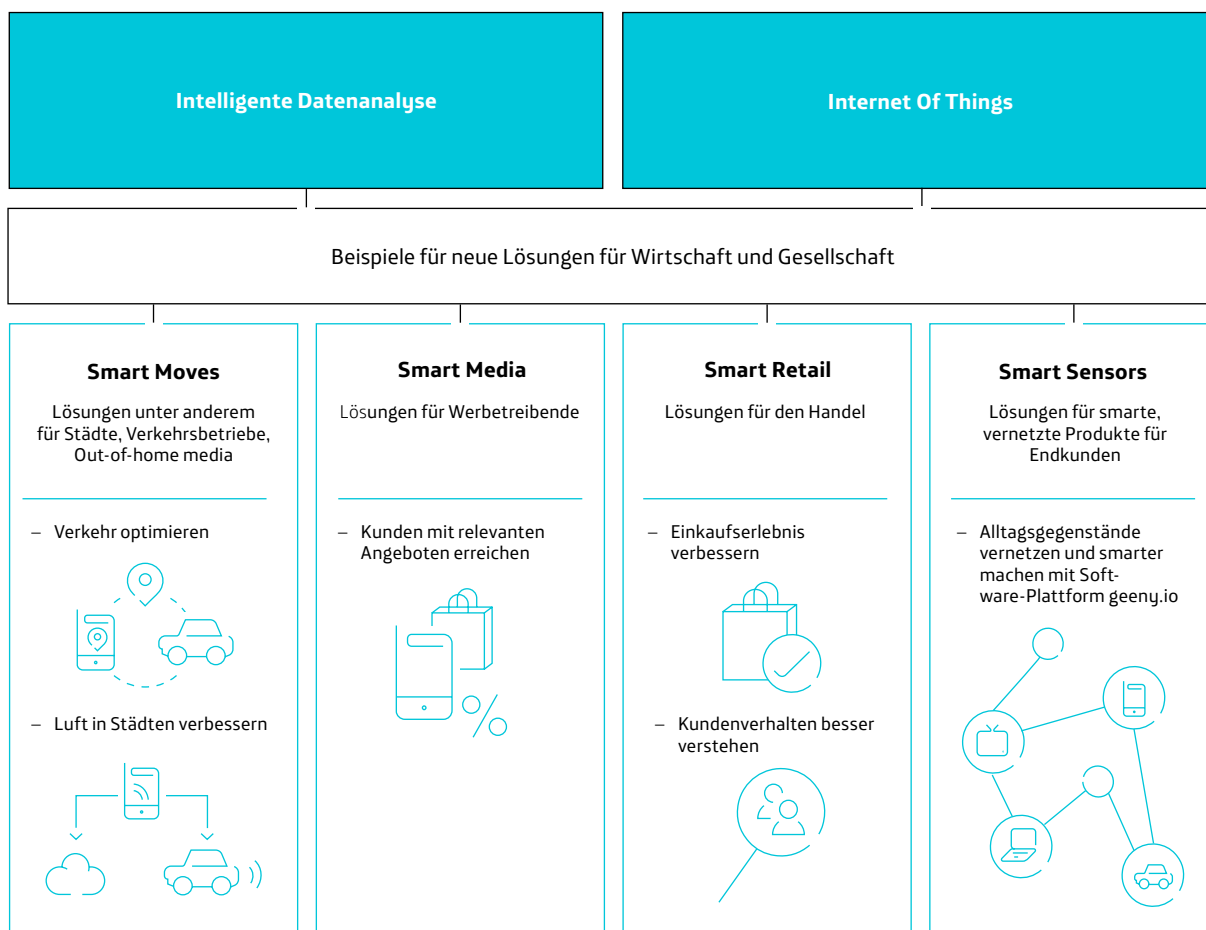 Intelligente Datenanalyse
Internet Of Things
Beispiele für neue Lösungen für Wirtschaft und Gesellschaft
Smart Moves
Lösungen unter anderem
für Städte, Verkehrsbetriebe,
Out-of-home media
– Verkehr optimieren
– Luft in Städten verbessern
Smart Media
Lösungen für Werbetreibende
– Kunden mit relevanten
Angeboten erreichen
%
Smart Retail
Lösungen für den Handel
– Einkaufserlebnis
verbessern
– Kundenverhalten besser
verstehen
Smart Sensors
Lösungen für smarte,
vernetzte Produkte für
Endkunden
– Alltagsgegenstände
vernetzen und smarter
machen mit Soft-
ware-Plattform geeny.io